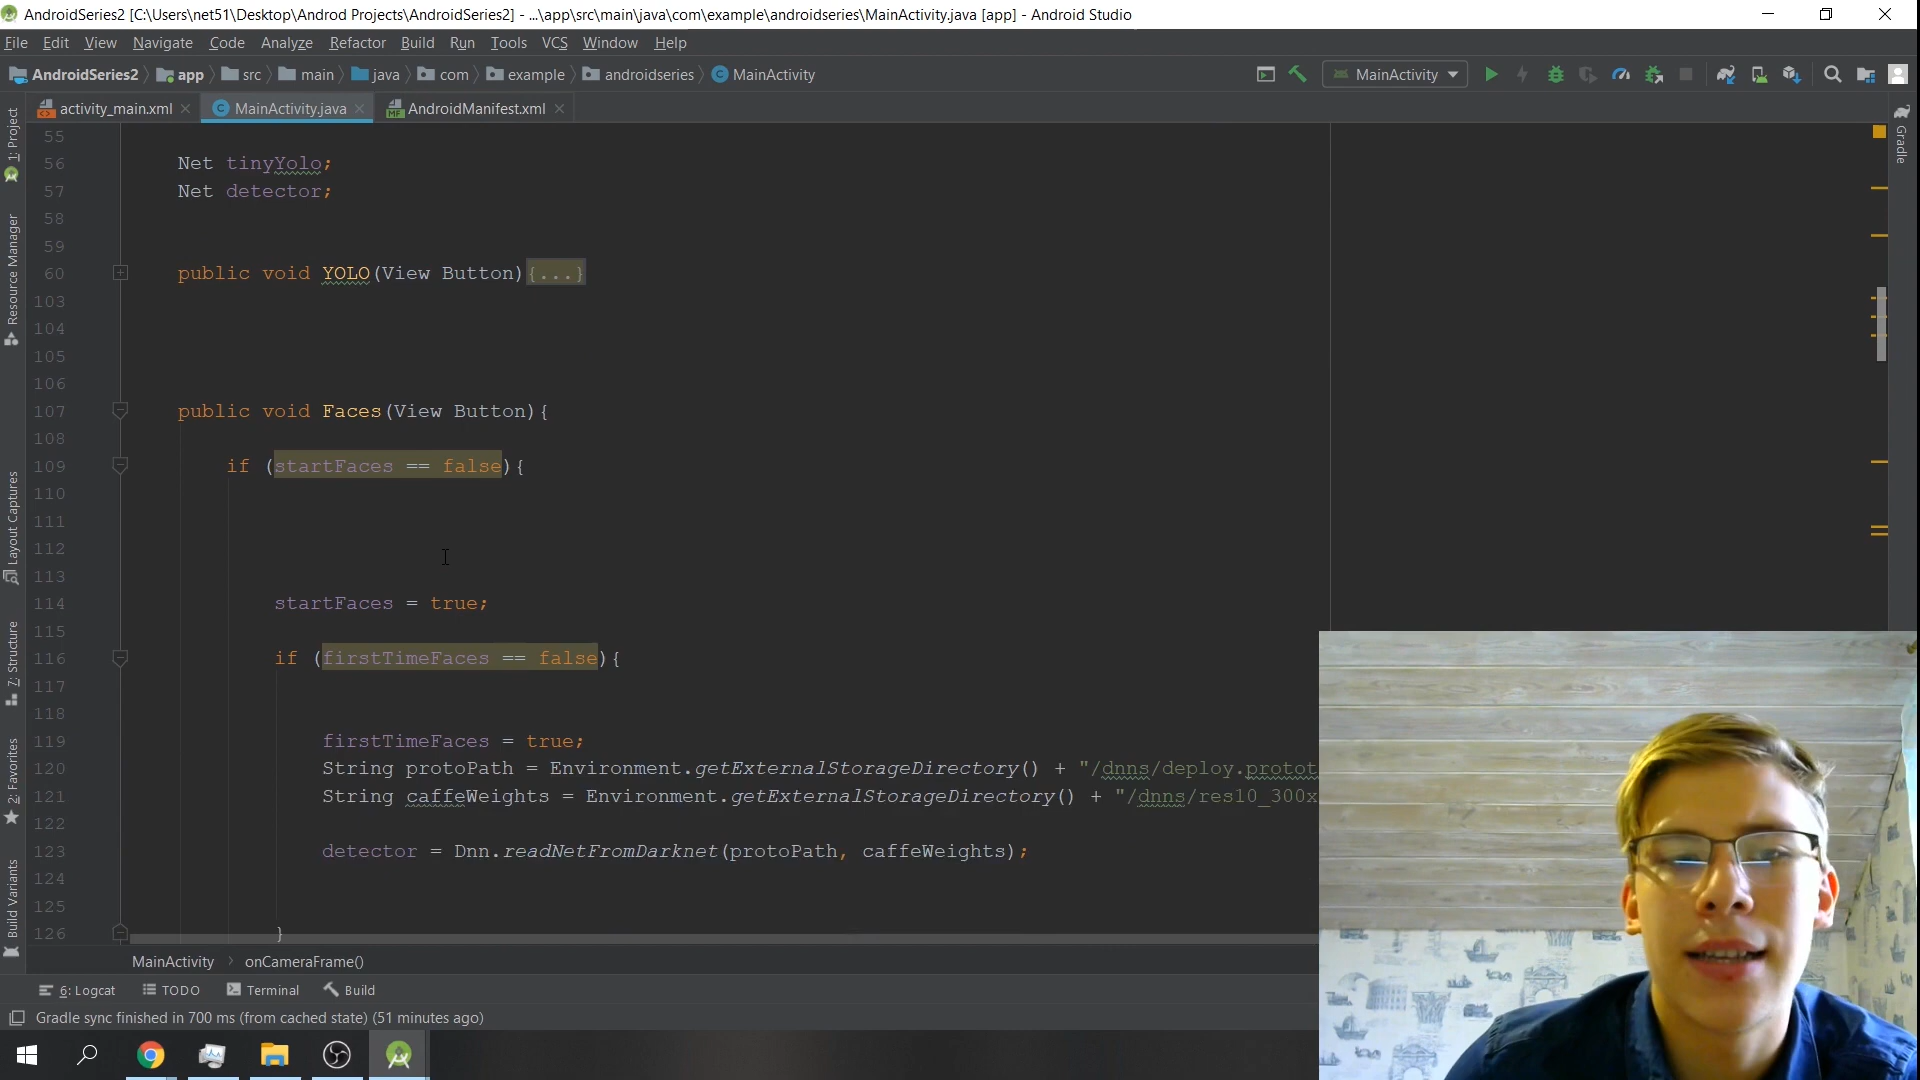 AndroidSeries2 [C:\Users\net51\Desktop\Androd Projects\AndroidSeries2] - ...\app\src\main\java\com\example\androidseries\MainActivity.java [app] - Android Studio
File Edit View Navigate Code Analyze Refactor Build Run Tools VCS Window Help
AndroidSeries2 app src main java com example androidseries MainActivity MainActivity
activity_main.xml MainActivity.java AndroidManifest.xml
1: Project
Resource Manager
Layout Captures
7: Structure
2: Favorites
Build Variants
Gradle
55
56 Net tinyYolo;
57 Net detector;
58
59
60 public void YOLO(View Button){...}
103
104
105
106
107 public void Faces(View Button){
108
109 if (startFaces == false){
110
111
112
113
114 startFaces = true;
115
116 if (firstTimeFaces == false){
117
118
119 firstTimeFaces = true;
120 String protoPath = Environment.getExternalStorageDirectory() + "/dnns/deploy.protot
121 String caffeWeights = Environment.getExternalStorageDirectory() + "/dnns/res10_300x
122
123 detector = Dnn.readNetFromDarknet(protoPath, caffeWeights);
124
125
126 }
MainActivity onCameraFrame()
6: Logcat TODO Terminal Build
Gradle sync finished in 700 ms (from cached state) (51 minutes ago)